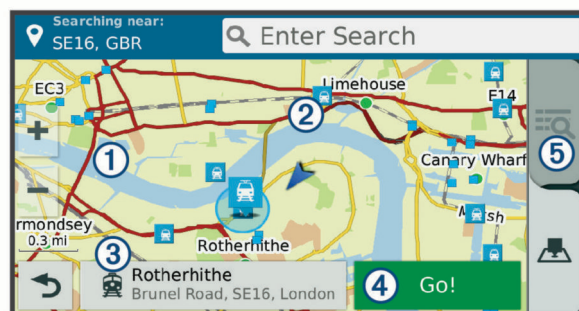 Searching near:
SE16, GBR
Enter Search
EC3
Limehouse
E14
1
2
5
Canary Wharf
rmondsey
0.3 mi
sh
3
Rotherhithe
Rotherhithe
Brunel Road, SE16, London
4
Go!